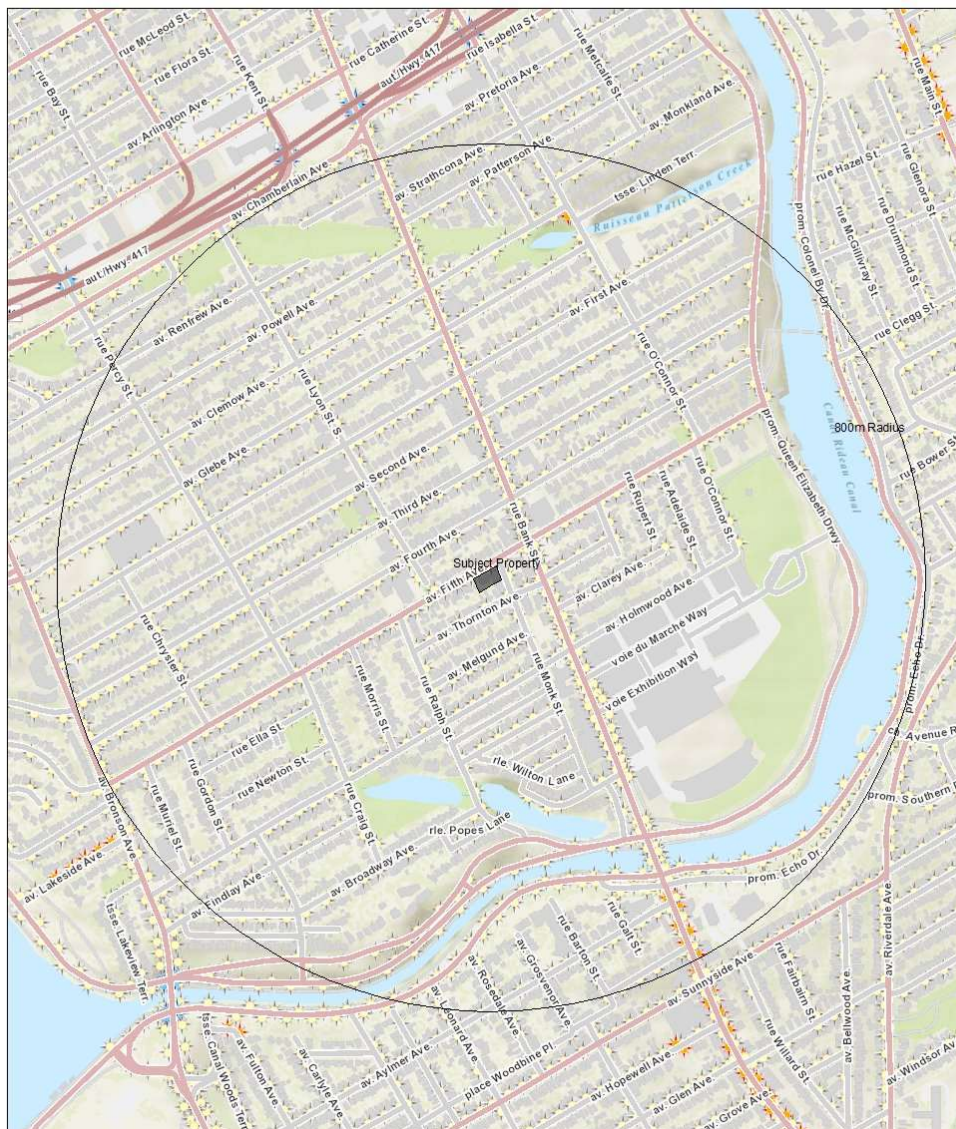 rue McLeod St.
rue Catherine St.
rue Isabella St.
rue Flora St.
aut./Hwy. 417
rue Metcalfe St.
rue Main St.
rue Bay St.
rue Kent St.
av. Arlington Ave.
av. Pretoria Ave.
av. Monkland Ave.
av. Chamberlain Ave.
av. Strathcona Ave.
av. Patterson Ave.
tsse. Linden Terr.
rue Hazel St.
rue Glenora St.
Ruisseau Patterson Creek
prom. Colonel By Dr.
rue McGillivray St.
rue Drummond St.
aut./Hwy. 417
av. Renfrew Ave.
av. Powell Ave.
av. First Ave.
rue Clegg St.
rue Percy St.
rue Lyon St. S
rue O'Connor St.
av. Clemow Ave.
av. Glebe Ave.
av. Second Ave.
av. Third Ave.
prom. Queen Elizabeth Drwy.
Canal Rideau Canal
800m Radius
rue Bower St
rue Bank St.
rue Rupert St.
rue Adelaide St.
rue O'Connor St.
av. Fourth Ave.
Subject Property
av. Fifth Ave.
av. Clarey Ave.
av. Thornton Ave.
av. Holmwood Ave.
voie du Marché Way
voie Exhibition Way
rue Chrysler St.
av. Melgund Ave.
rue Monk St.
rue Morris St.
rue Ralph St.
prom. Echo Dr.
rue Ella St.
rue Newton St.
rle. Wilton Lane
av. Bronson Ave.
rue Muriel St.
rue Gordon St.
rue Craig St.
rle. Popes Lane
prom. Southern
av. Lakeside Ave.
av. Broadway Ave.
av. Findlay Ave.
prom. Echo Dr.
tsse. Lakeview Terr.
rue Galt St.
rue Barton St.
av. Grosvenor Ave.
av. Rosedale Ave.
av. Leonard Ave.
av. Sunnyside Ave
rue Fairbairn St.
av. Bellwood Ave.
av. Riverdale Ave.
tsse. Canal Woods Terr.
av. Fulton Ave.
av. Carlyle Ave.
av. Aylmer Ave.
place Woodbine Pl
av. Hopewell Ave.
rue Willard St.
av. Glen Ave.
av. Grove Ave.
av. Windsor Av